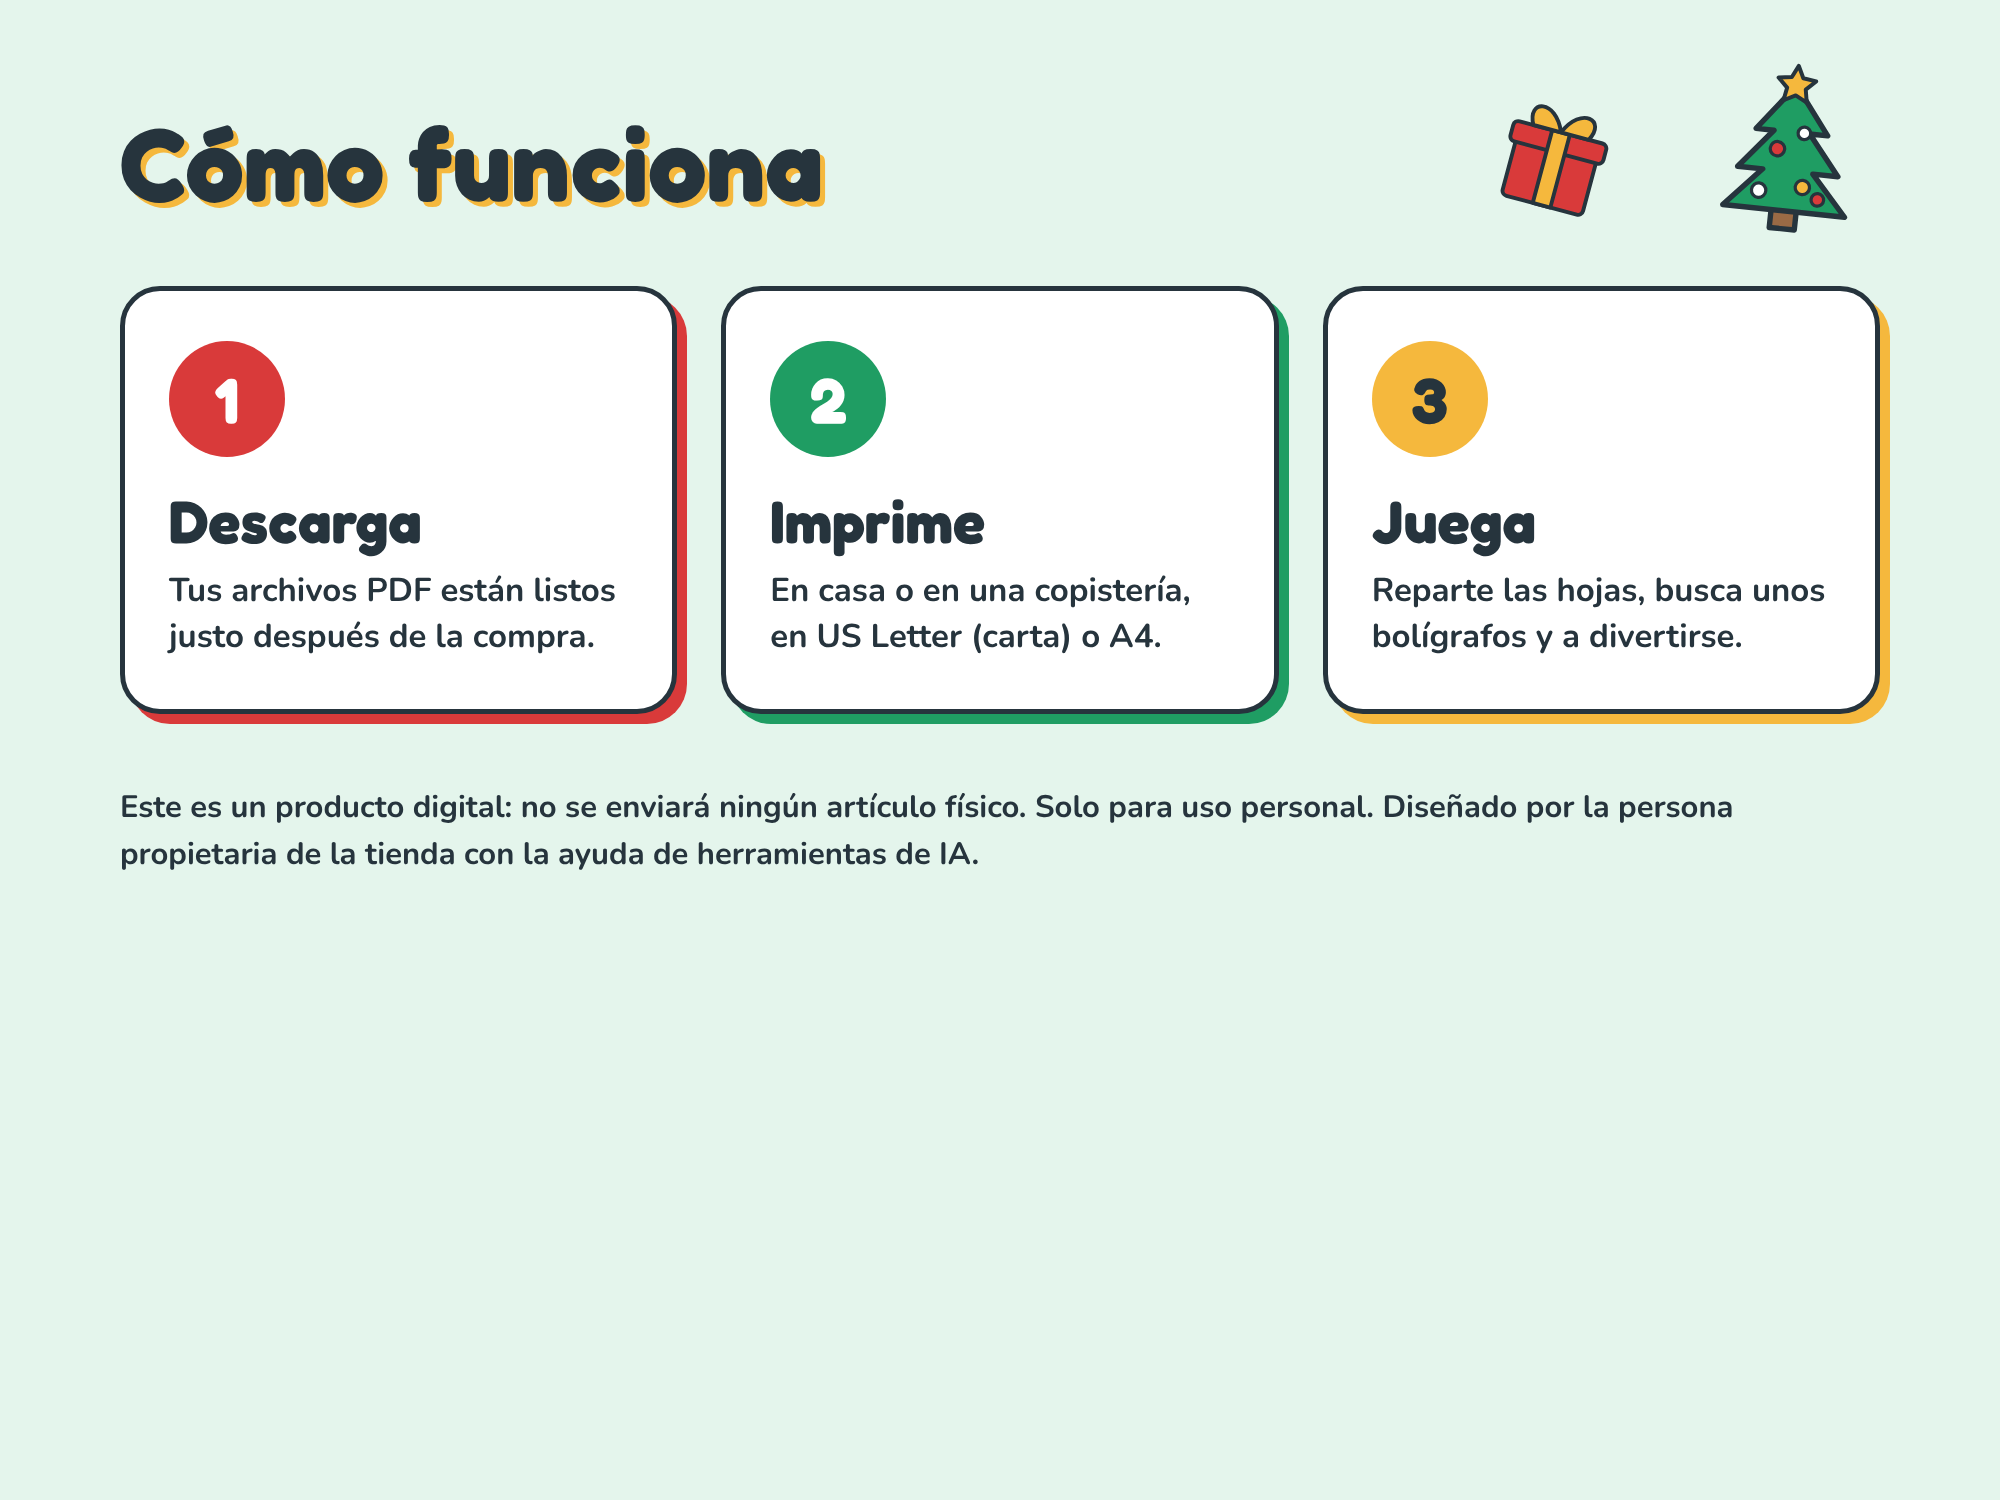 Cómo funciona
1
Descarga
Tus archivos PDF están listos
justo después de la compra.
2
Imprime
En casa o en una copistería,
en US Letter (carta) o A4.
3
Juega
Reparte las hojas, busca unos
bolígrafos y a divertirse.
Este es un producto digital: no se enviará ningún artículo físico. Solo para uso personal. Diseñado por la persona
propietaria de la tienda con la ayuda de herramientas de IA.